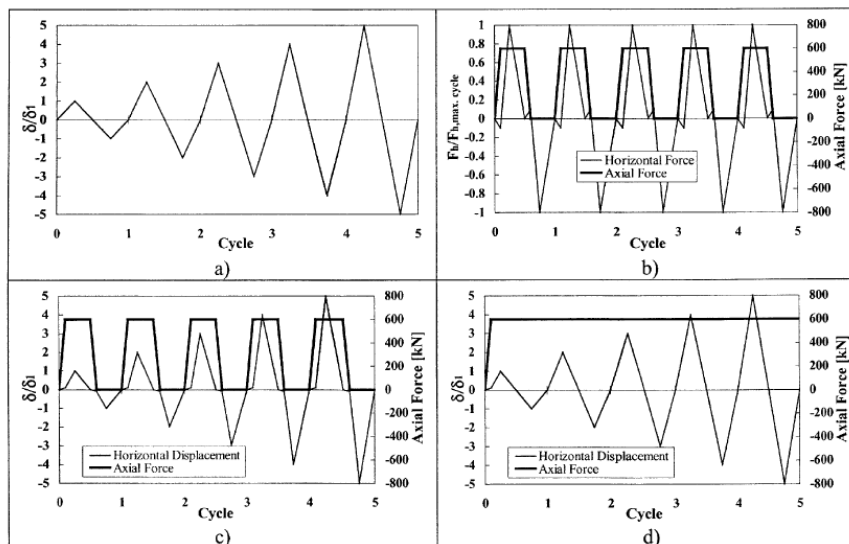 5
4
3
2
1
0
-1
-2
-3
-4
-5
δ/δ1
0 1 2 3 4 5
Cycle
a)
1
0.8
0.6
0.4
0.2
0
-0.2
-0.4
-0.6
-0.8
-1
Fh/Fh,max. cycle
800
600
400
200
0
-200
-400
-600
-800
Axial Force [kN]
Horizontal Force
Axial Force
0 1 2 3 4 5
Cycle
b)
5
4
3
2
1
0
-1
-2
-3
-4
-5
δ/δ1
800
600
400
200
0
-200
-400
-600
-800
Axial Force [kN]
Horizontal Displacement
Axial Force
0 1 2 3 4 5
Cycle
c)
5
4
3
2
1
0
-1
-2
-3
-4
-5
δ/δ1
800
600
400
200
0
-200
-400
-600
-800
Axial Force [kN]
Horizontal Displacement
Axial Force
0 1 2 3 4 5
Cycle
d)